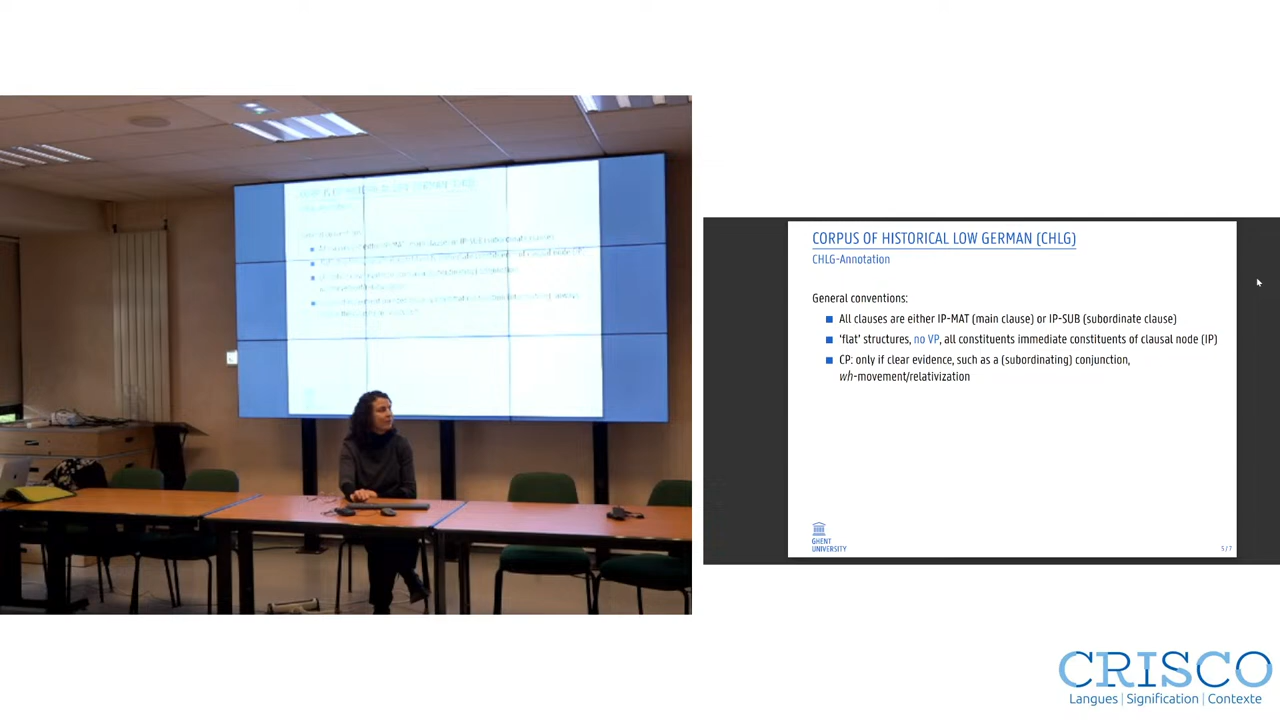 CORPUS OF HISTORICAL LOW GERMAN (CHLG)
CHLG-Annotation
General conventions:
■ All clauses are either IP-MAT (main clause) or IP-SUB (subordinate clause)
■ 'flat' structures, no VP, all constituents immediate constituents of clausal node (IP)
■ CP: only if clear evidence, such as a (subordinating) conjunction,
wh-movement/relativization
GHENT
UNIVERSITY
5 / 7
CRISCO
Langues | Signification | Contexte